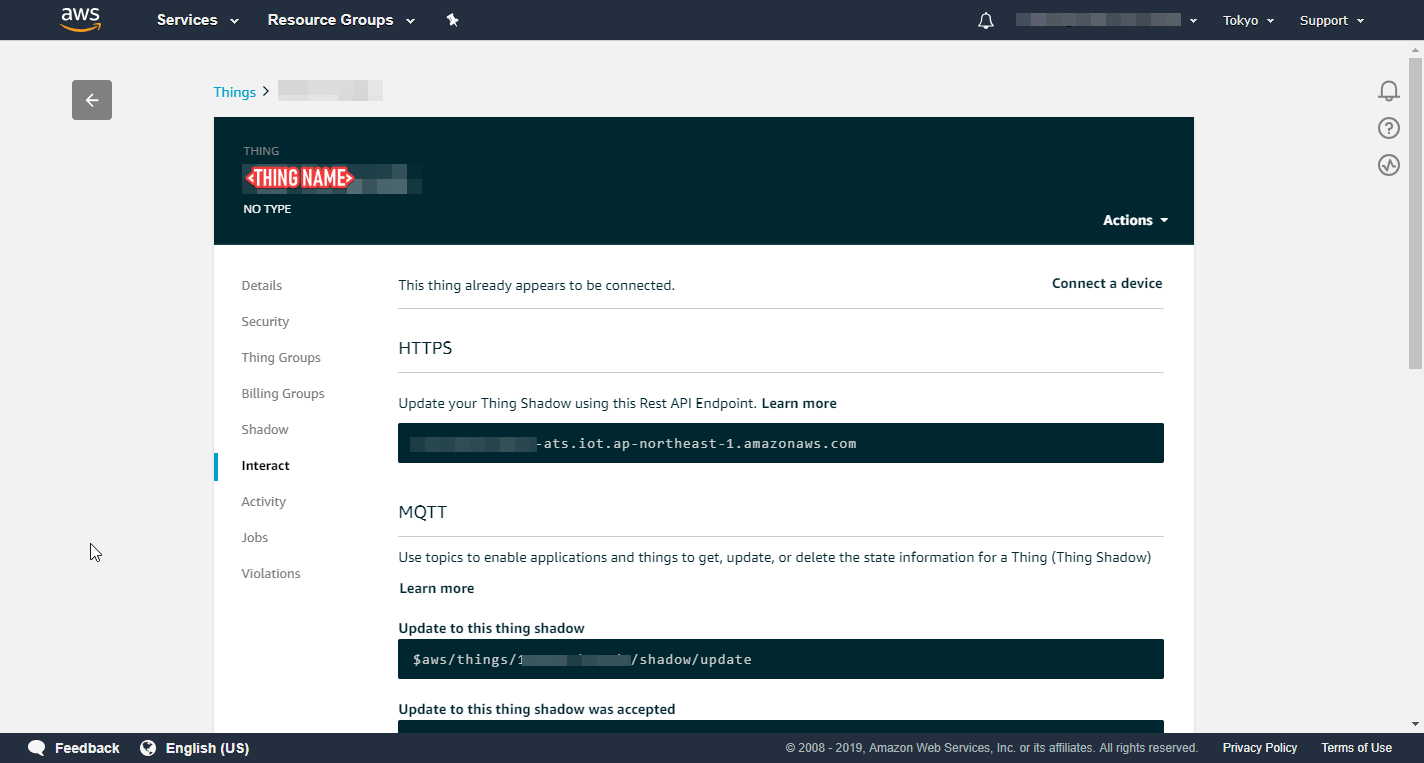 aws Services Resource Groups Tokyo Support
Things >
THING
<THING NAME>
NO TYPE
Actions
Details
Security
Thing Groups
Billing Groups
Shadow
Interact
Activity
Jobs
Violations
This thing already appears to be connected. Connect a device
HTTPS
Update your Thing Shadow using this Rest API Endpoint. Learn more
-ats.iot.ap-northeast-1.amazonaws.com
MQTT
Use topics to enable applications and things to get, update, or delete the state information for a Thing (Thing Shadow)
Learn more
Update to this thing shadow
$aws/things/1 /shadow/update
Update to this thing shadow was accepted
Feedback English (US) © 2008 - 2019, Amazon Web Services, Inc. or its affiliates. All rights reserved. Privacy Policy Terms of Use